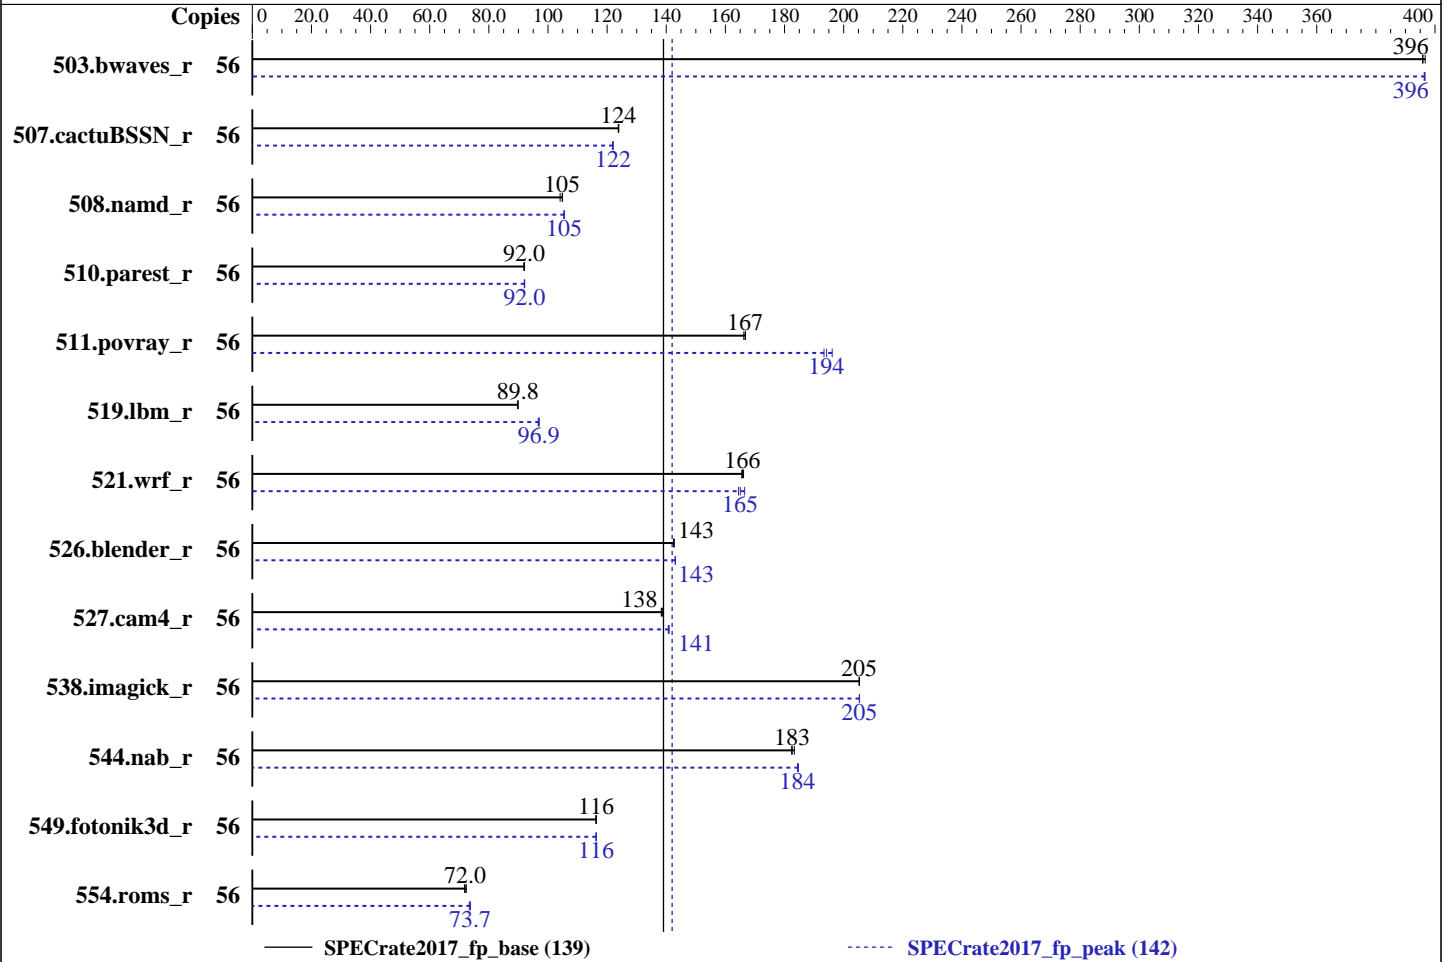 Copies 0 20.0 40.0 60.0 80.0 100 120 140 160 180 200 220 240 260 280 300 320 340 360 400
503.bwaves_r 56 396
396
507.cactuBSSN_r 56 124
122
508.namd_r 56 105
105
510.parest_r 56 92.0
92.0
511.povray_r 56 167
194
519.lbm_r 56 89.8
96.9
521.wrf_r 56 166
165
526.blender_r 56 143
143
527.cam4_r 56 138
141
538.imagick_r 56 205
205
544.nab_r 56 183
184
549.fotonik3d_r 56 116
116
554.roms_r 56 72.0
73.7
SPECrate2017_fp_base (139) SPECrate2017_fp_peak (142)